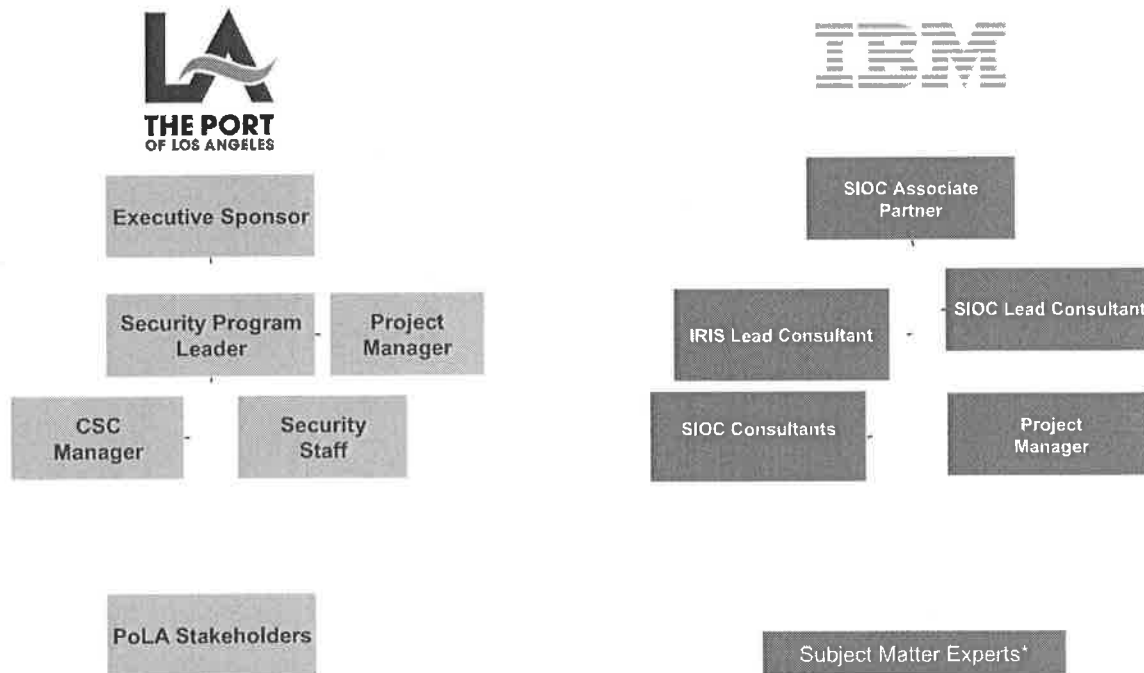 LA
THE PORT
OF LOS ANGELES
Executive Sponsor
Security Program
Leader
Project
Manager
CSC
Manager
Security
Staff
PoLA Stakeholders
IBM
SIOC Associate
Partner
SIOC Lead Consultant
IRIS Lead Consultant
SIOC Consultants
Project
Manager
Subject Matter Experts*